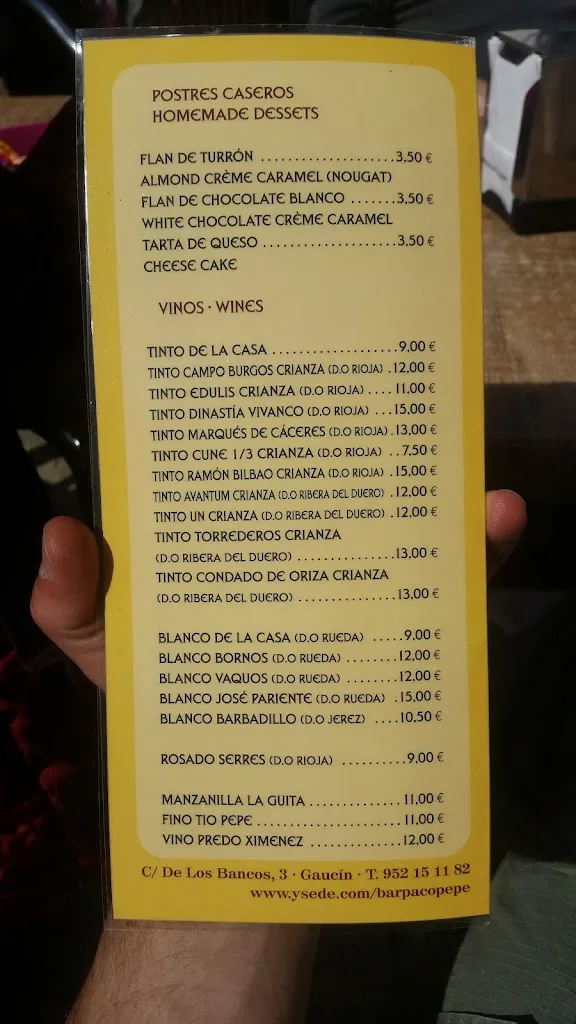 POSTRES CASEROS
HOMEMADE DESSETS
FLAN DE TURRÓN ....................3,50 €
ALMOND CRÈME CARAMEL (NOUGAT)
FLAN DE CHOCOLATE BLANCO .......3,50 €
WHITE CHOCOLATE CRÈME CARAMEL
TARTA DE QUESO ....................3,50 €
CHEESE CAKE
VINOS · WINES
TINTO DE LA CASA ...................9,00 €
TINTO CAMPO BURGOS CRIANZA (D.O RIOJA) .12,00 €
TINTO EDULIS CRIANZA (D.O RIOJA) ....11,00 €
TINTO DINASTÍA VIVANCO (D.O RIOJA) ...15,00 €
TINTO MARQUÉS DE CÁCERES (D.O RIOJA).13,00 €
TINTO CUNE 1/3 CRIANZA (D.O RIOJA) ..7,50 €
TINTO RAMÓN BILBAO CRIANZA (D.O RIOJA) .15,00 €
TINTO AVANTUM CRIANZA (D.O RIBERA DEL DUERO) .12,00 €
TINTO UN CRIANZA (D.O RIBERA DEL DUERO) .12,00 €
TINTO TORREDEROS CRIANZA
(D.O RIBERA DEL DUERO) ...............13,00 €
TINTO CONDADO DE ORIZA CRIANZA
(D.O RIBERA DEL DUERO) ...............13,00 €
BLANCO DE LA CASA (D.O RUEDA) .....9,00 €
BLANCO BORNOS (D.O RUEDA) ........12,00 €
BLANCO VAQUOS (D.O RUEDA) ........12,00 €
BLANCO JOSÉ PARIENTE (D.O RUEDA) .15,00 €
BLANCO BARBADILLO (D.O JEREZ) ....10,50 €
ROSADO SERRES (D.O RIOJA) ..........9,00 €
MANZANILLA LA GUITA ..............11,00 €
FINO TIO PEPE ......................11,00 €
VINO PREDO XIMENEZ ..............12,00 €
C/ De Los Bancos, 3 · Gaucín · T. 952 15 11 82
www.ysede.com/barpacopepe